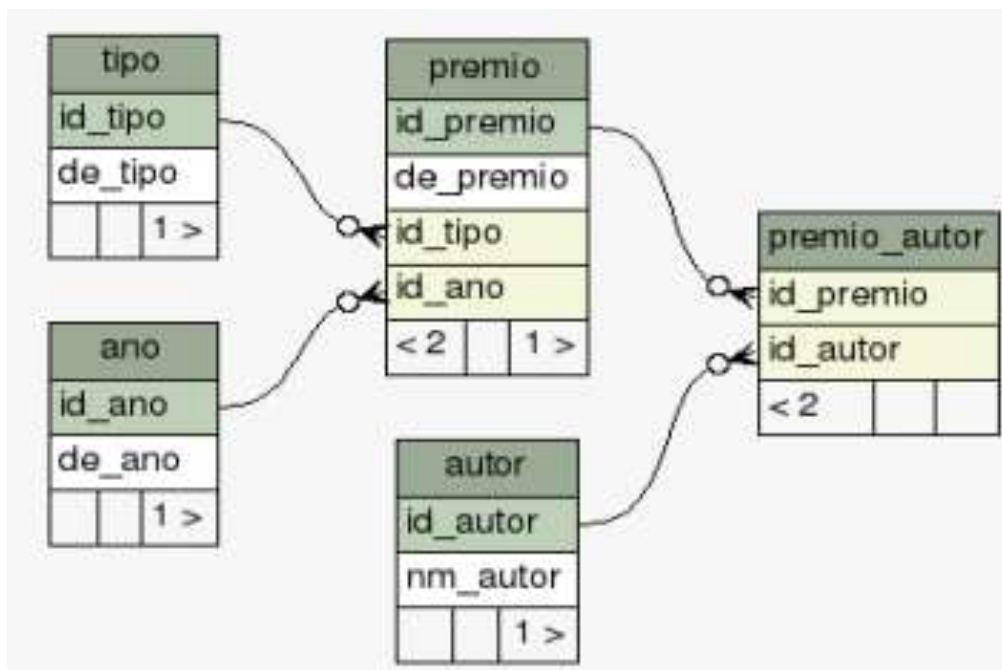 tipo
id_tipo
de_tipo
1 >
ano
id_ano
de_ano
1 >
premio
id_premio
de_premio
id_tipo
id_ano
< 2 1 >
autor
id_autor
nm_autor
1 >
premio_autor
id_premio
id_autor
< 2